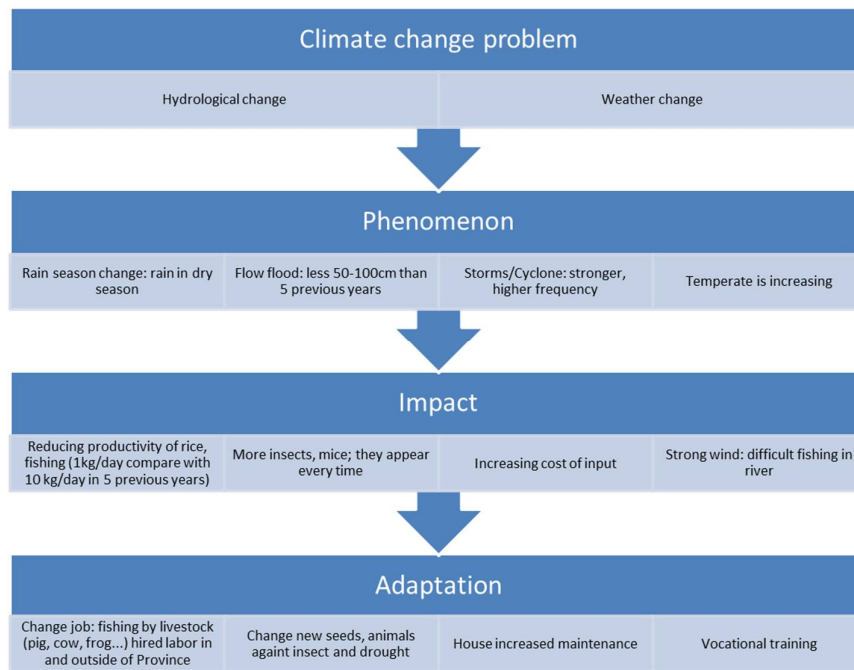 Climate change problem
Hydrological change
Weather change
Phenomenon
Rain season change: rain in dry
season
Flow flood: less 50-100cm than
5 previous years
Storms/Cyclone: stronger,
higher frequency
Temperate is increasing
Impact
Reducing productivity of rice,
fishing (1kg/day compare with
10 kg/day in 5 previous years)
More insects, mice; they appear
every time
Increasing cost of input
Strong wind: difficult fishing in
river
Adaptation
Change job: fishing by livestock
(pig, cow, frog...) hired labor in
and outside of Province
Change new seeds, animals
againt insect and drought
House increased maintenance
Vocational training